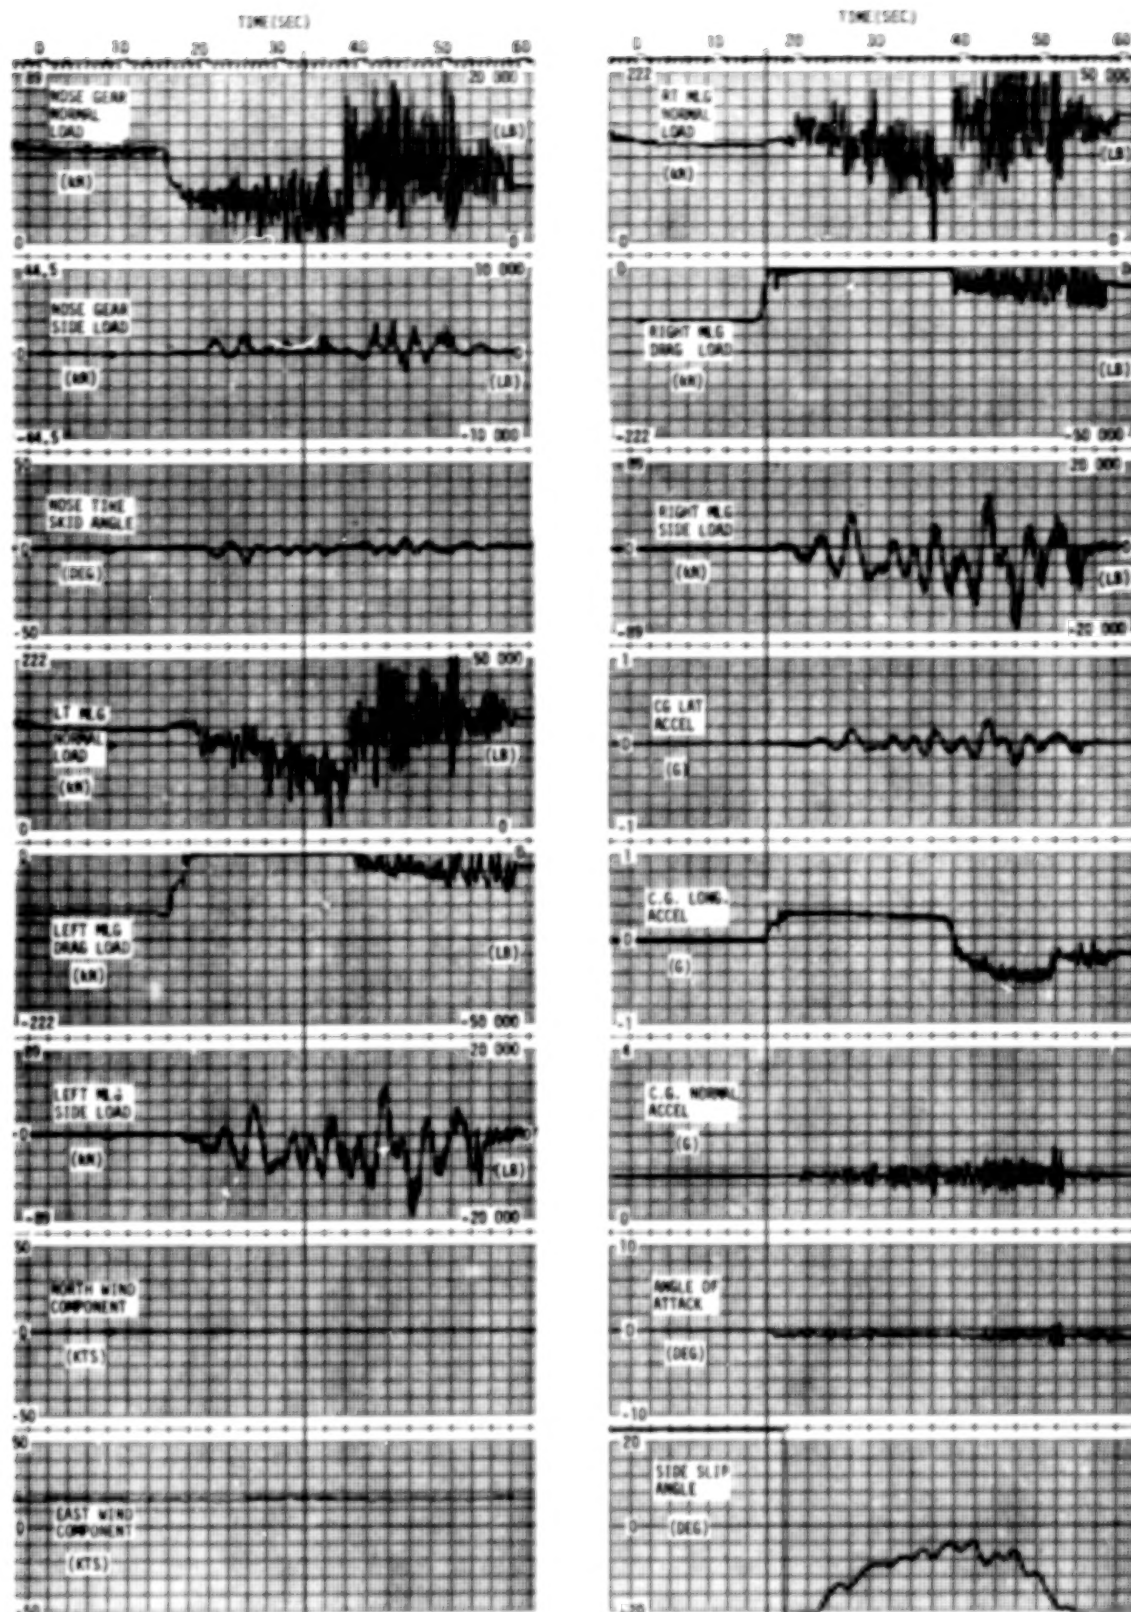 TIME(SEC)
0 10 20 30 40 50 60
89 20 000
NOSE GEAR
NORMAL
LOAD
(LB)
(kN)
0 0
44.5 10 000
NOSE GEAR
SIDE LOAD
0 0
(kN) (LB)
-44.5 -10 000
50
NOSE TIRE
SKID ANGLE
0
(DEG)
-50
222 50 000
LT MLG
NORMAL
LOAD
(LB)
(kN)
0 0
LEFT MLG
DRAG LOAD
(LB)
(kN)
-222 -50 000
89 20 000
LEFT MLG
SIDE LOAD
0 0
(kN) (LB)
-89 -20 000
50
NORTH WIND
COMPONENT
0
(KTS)
-50
50
EAST WIND
COMPONENT
0
(KTS)
-50
TIME(SEC)
0 10 20 30 40 50 60
222 50 000
RT MLG
NORMAL
LOAD
(LB)
(kN)
0 0
0 0
RIGHT MLG
DRAG LOAD
(LB)
(kN)
-222 -50 000
89 20 000
RIGHT MLG
SIDE LOAD
0 0
(kN) (LB)
-89 -20 000
1
CG LAT
ACCEL
0
(G)
-1
1
C.G. LONG.
ACCEL
0
(G)
-1
C.G. NORMAL
ACCEL
(G)
0
10
ANGLE OF
ATTACK
0
(DEG)
-10
20
SIDE SLIP
ANGLE
0
(DEG)
-20